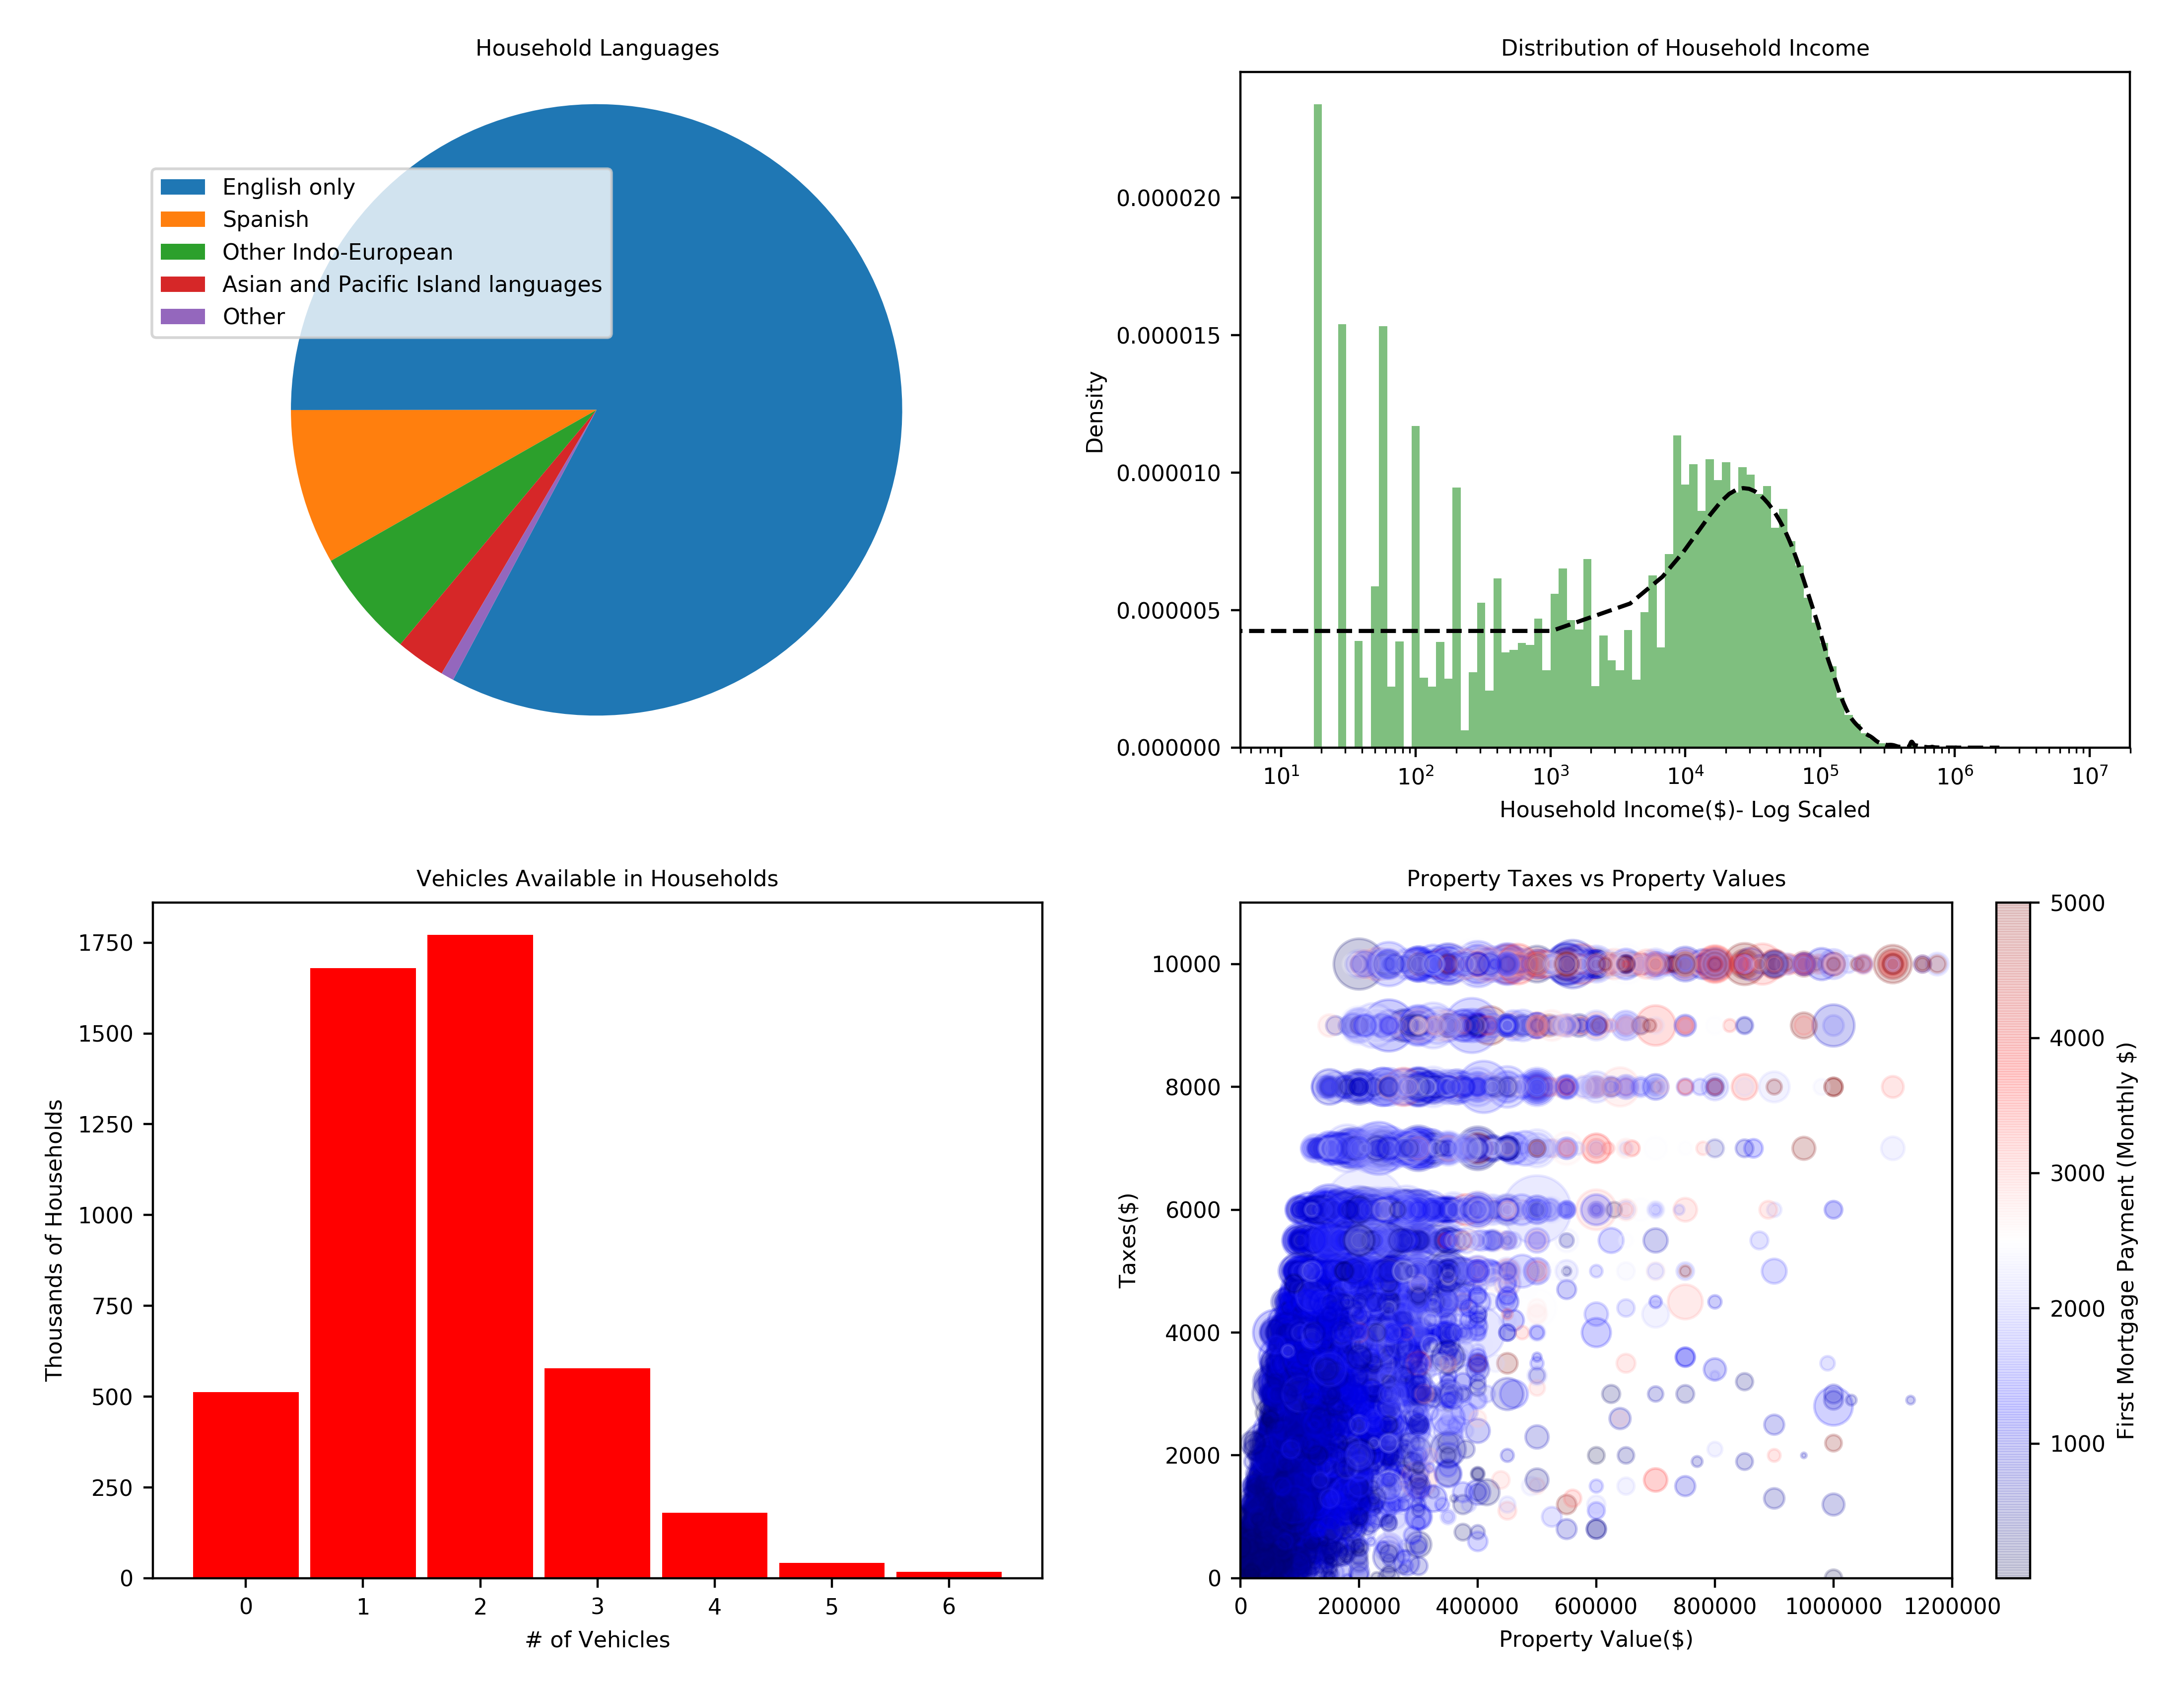 Household Languages
English only
Spanish
Other Indo-European
Asian and Pacific Island languages
Other
Distribution of Household Income
0.000020
0.000015
0.000010
0.000005
0.000000
Density
10¹ 10² 10³ 10⁴ 10⁵ 10⁶ 10⁷
Household Income($)- Log Scaled
Vehicles Available in Households
1750
1500
1250
1000
750
500
250
0
Thousands of Households
0 1 2 3 4 5 6
# of Vehicles
Property Taxes vs Property Values
10000
8000
6000
4000
2000
0
Taxes($)
0 200000 400000 600000 800000 1000000 1200000
Property Value($)
5000
4000
3000
2000
1000
First Mortgage Payment (Monthly $)